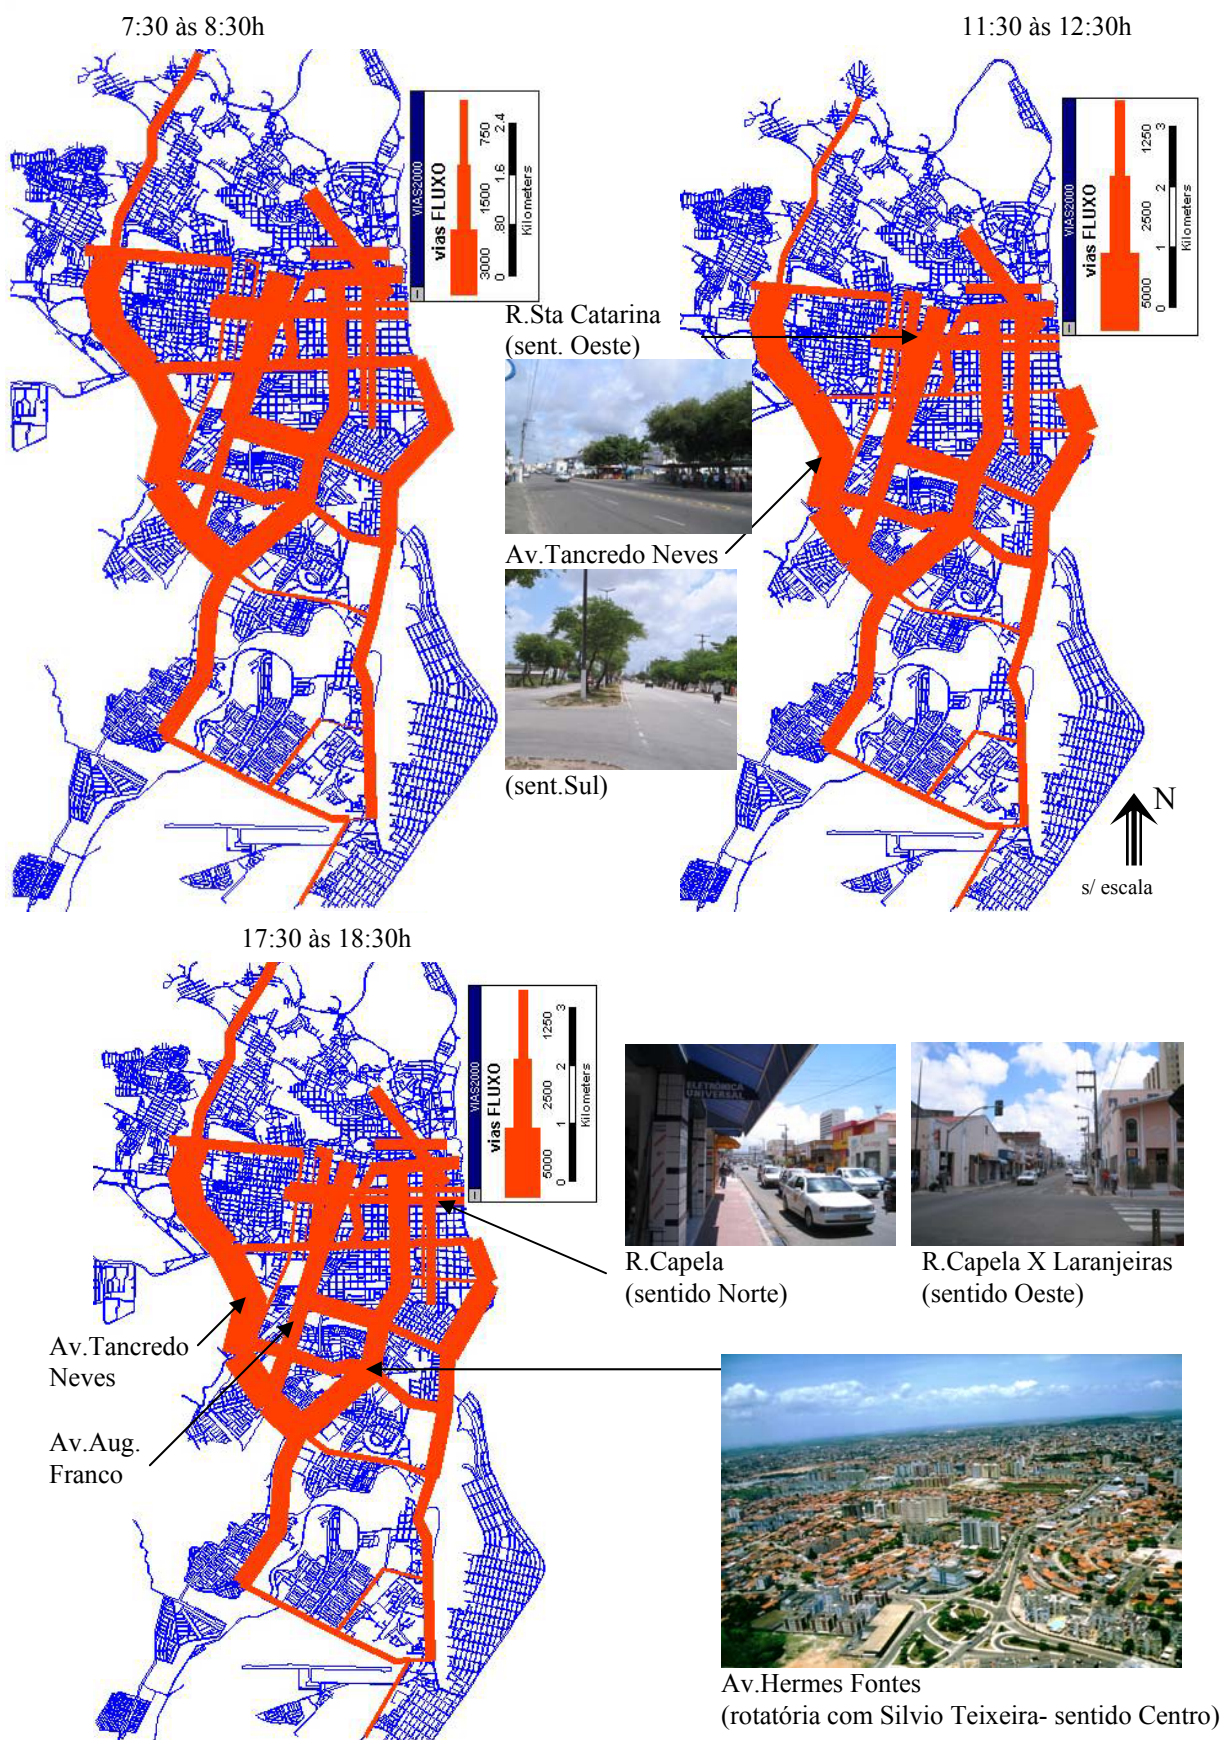 7:30 às 8:30h
11:30 às 12:30h
VIAS2000
vias FLUXO
3000 1500 750
0 .80 1.6 2.4
Kilometers
VIAS2000
vias FLUXO
5000 2500 1250
0 1 2 3
Kilometers
R.Sta Catarina
(sent. Oeste)
Av.Tancredo Neves
(sent.Sul)
N
s/ escala
17:30 às 18:30h
VIAS2000
vias FLUXO
5000 2500 1250
0 1 2 3
Kilometers
ELETRÔNICA
UNIVERSAL
R.Capela
(sentido Norte)
R.Capela X Laranjeiras
(sentido Oeste)
Av.Tancredo
Neves
Av.Aug.
Franco
Av.Hermes Fontes
(rotatória com Silvio Teixeira- sentido Centro)